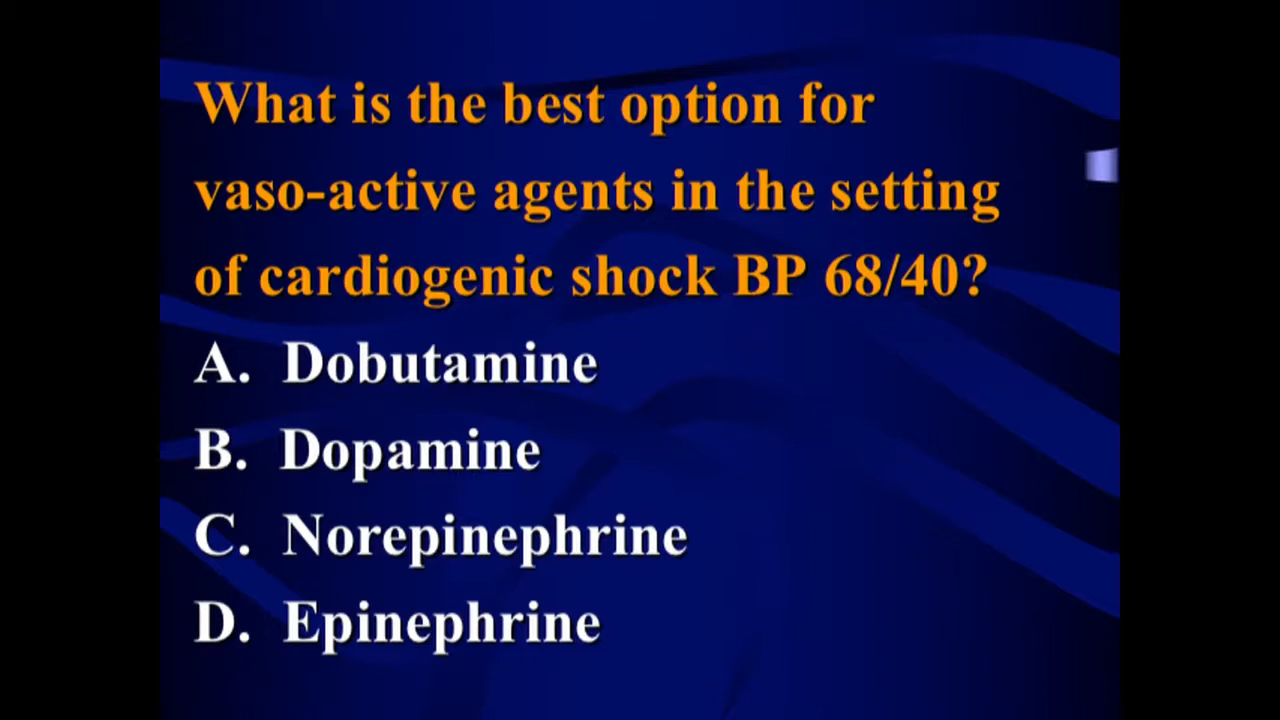 What is the best option for
vaso-active agents in the setting
of cardiogenic shock BP 68/40?
A. Dobutamine
B. Dopamine
C. Norepinephrine
D. Epinephrine